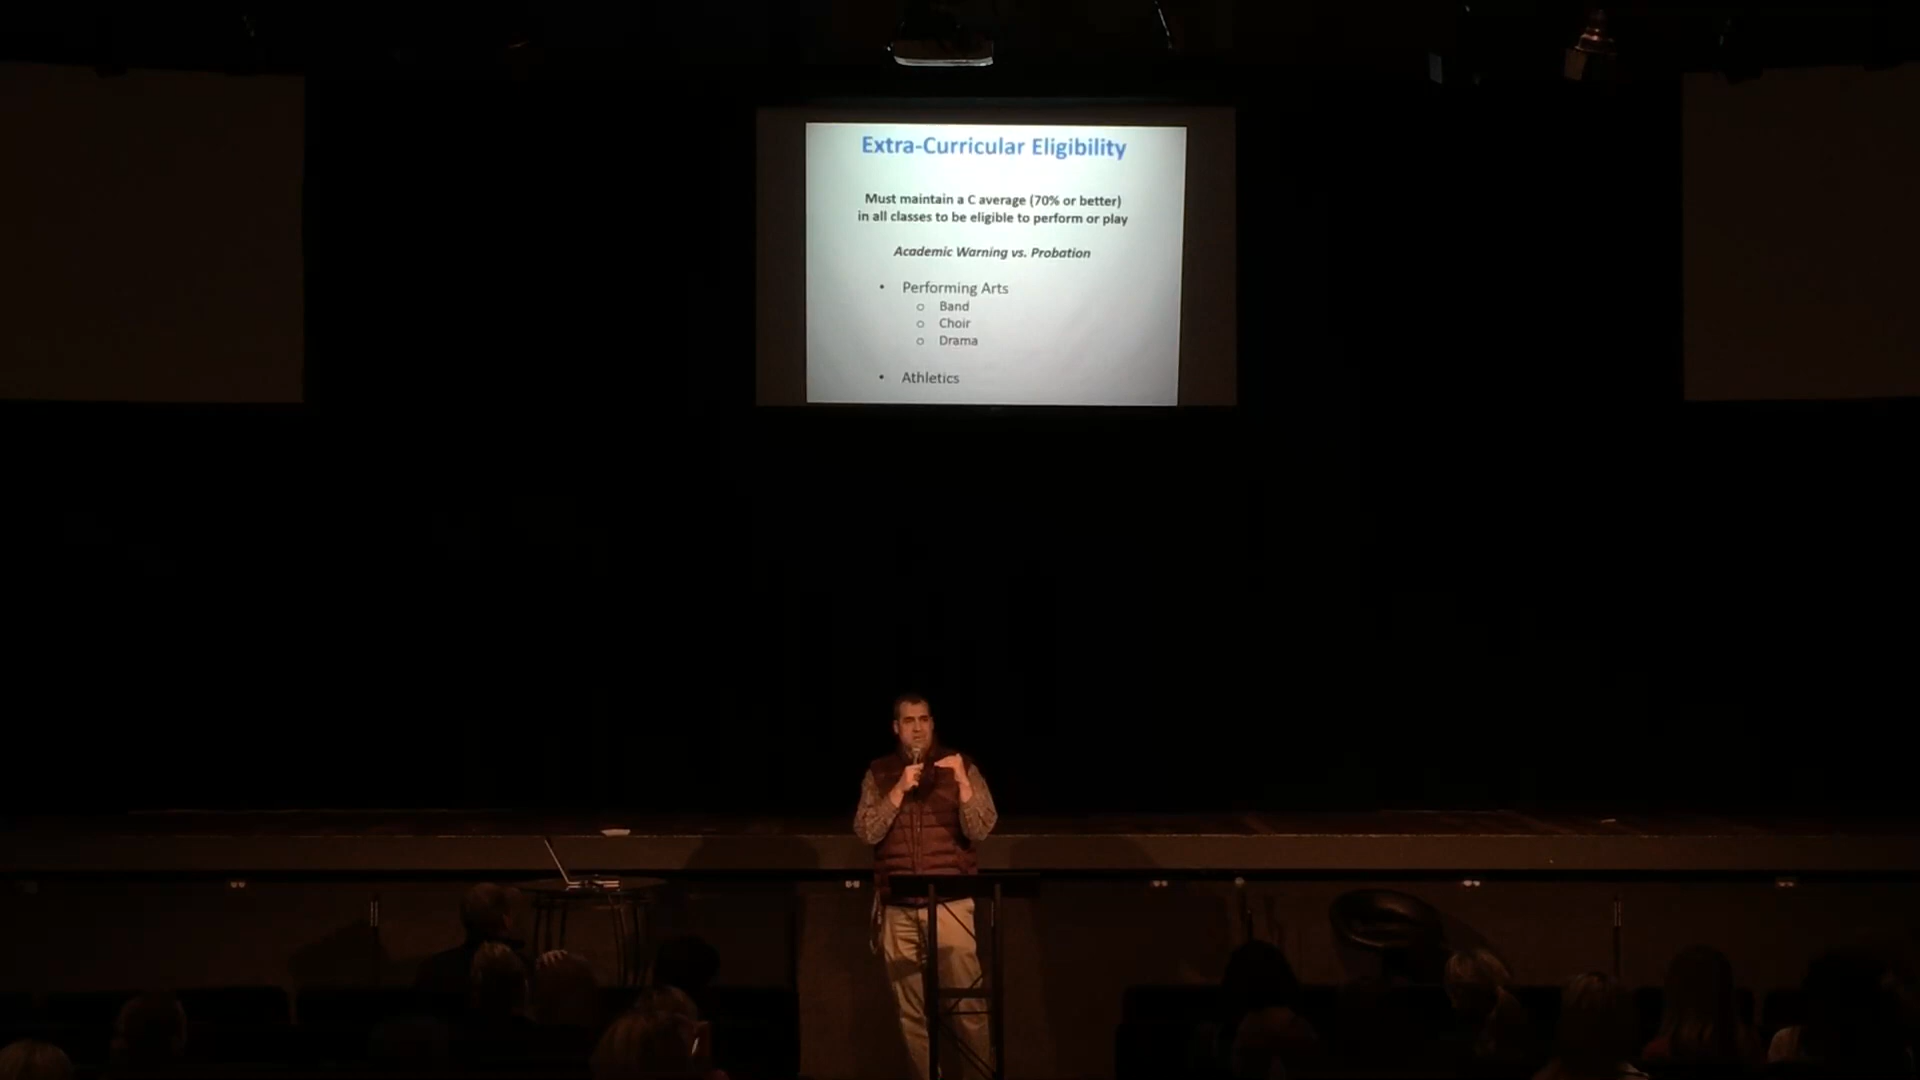 Extra-Curricular Eligibility
Must maintain a C average (70% or better)
in all classes to be eligible to perform or play
Academic Warning vs. Probation
• Performing Arts
o Band
o Choir
o Drama
• Athletics